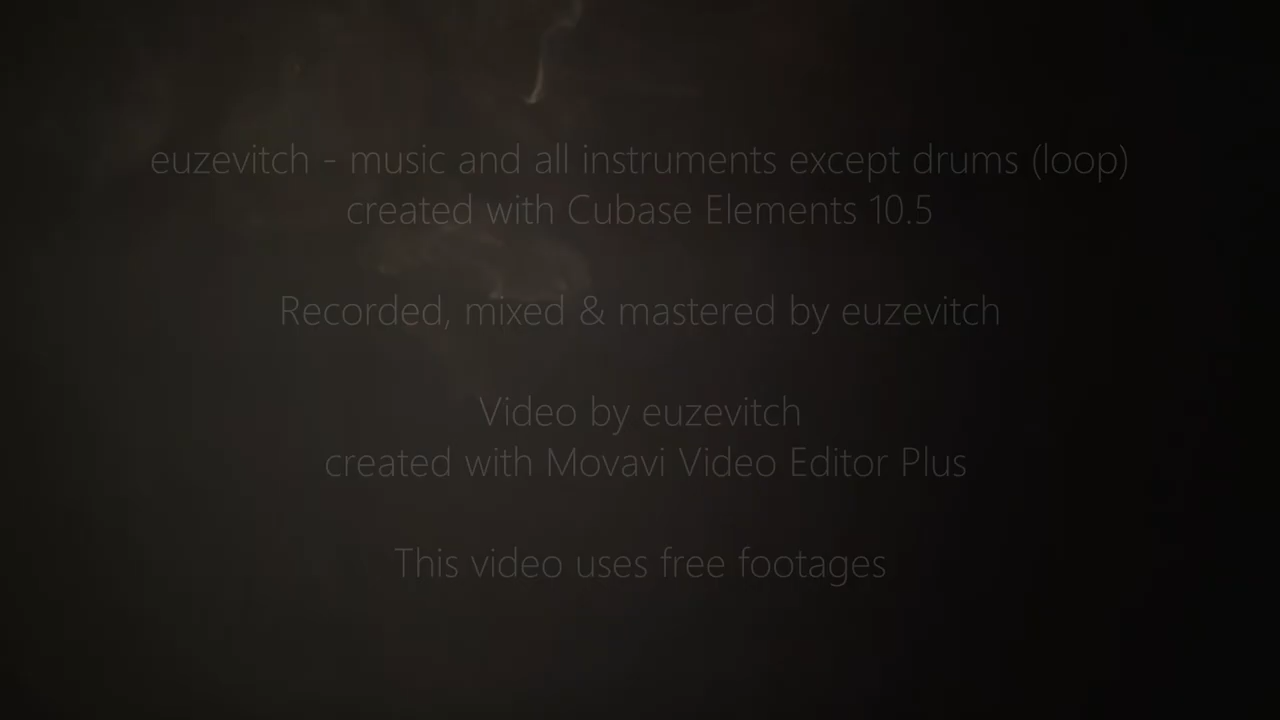 euzevitch - music and all instruments except drums (loop)
created with Cubase Elements 10.5
Recorded, mixed & mastered by euzevitch
Video by euzevitch
created with Movavi Video Editor Plus
This video uses free footages